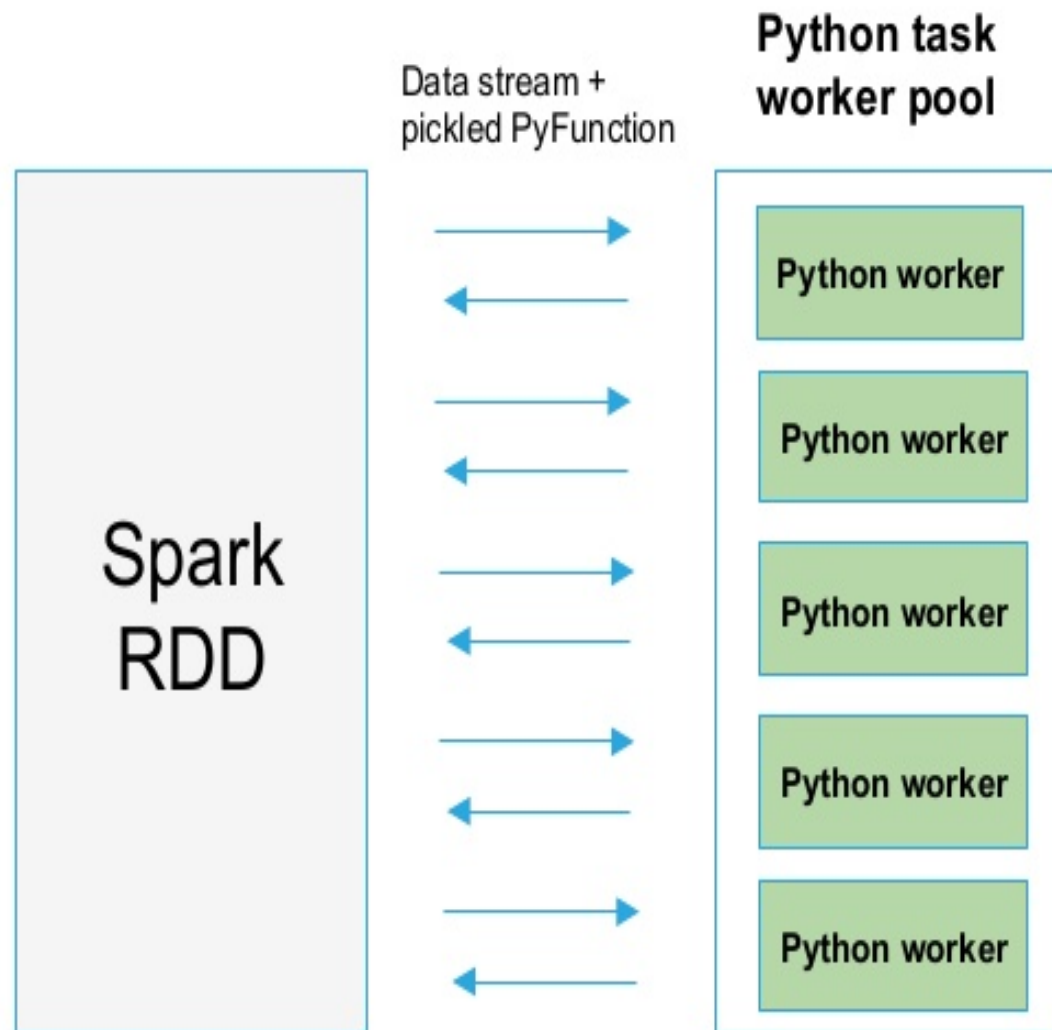 Python task
worker pool
Data stream +
pickled PyFunction
Spark
RDD
Python worker
Python worker
Python worker
Python worker
Python worker